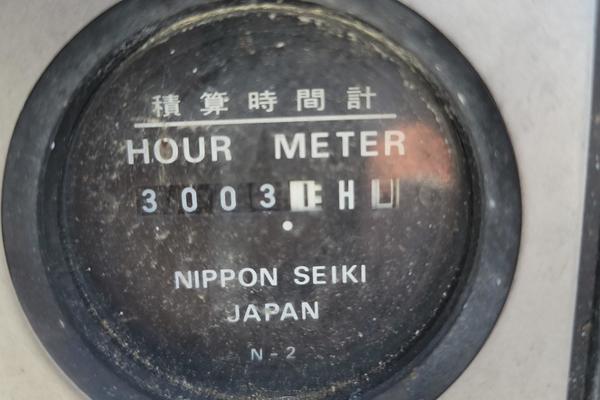 積算時間計
HOUR METER
3003 H
NIPPON SEIKI
JAPAN
N-2